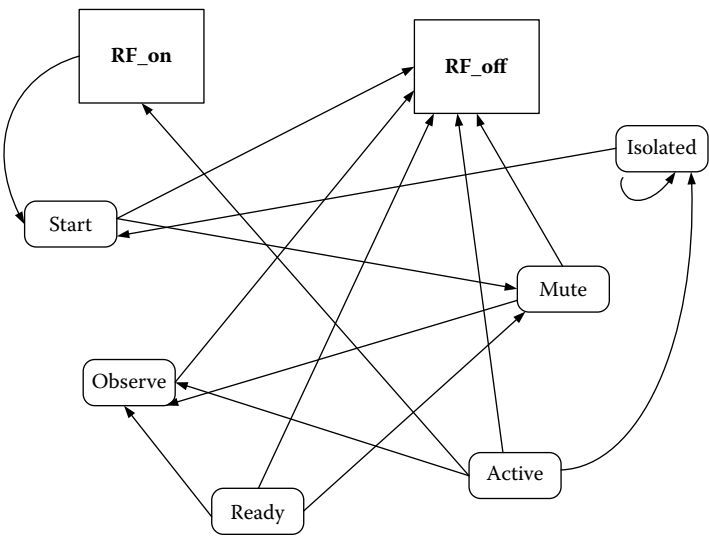 RF_on
RF_off
Isolated
Start
Mute
Observe
Active
Ready